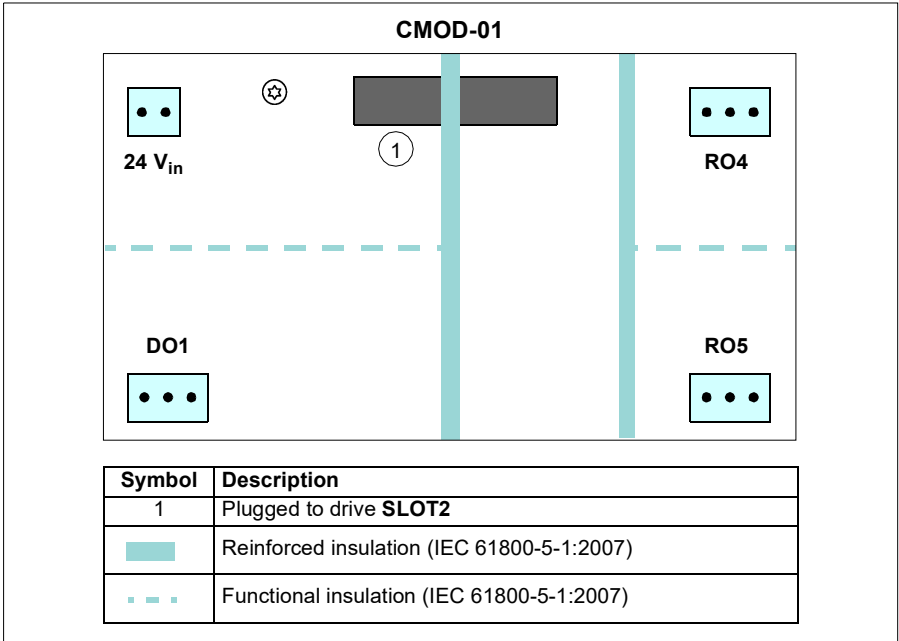 CMOD-01
24 Vin
1
RO4
DO1
RO5
Symbol Description
1 Plugged to drive SLOT2
Reinforced insulation (IEC 61800-5-1:2007)
Functional insulation (IEC 61800-5-1:2007)